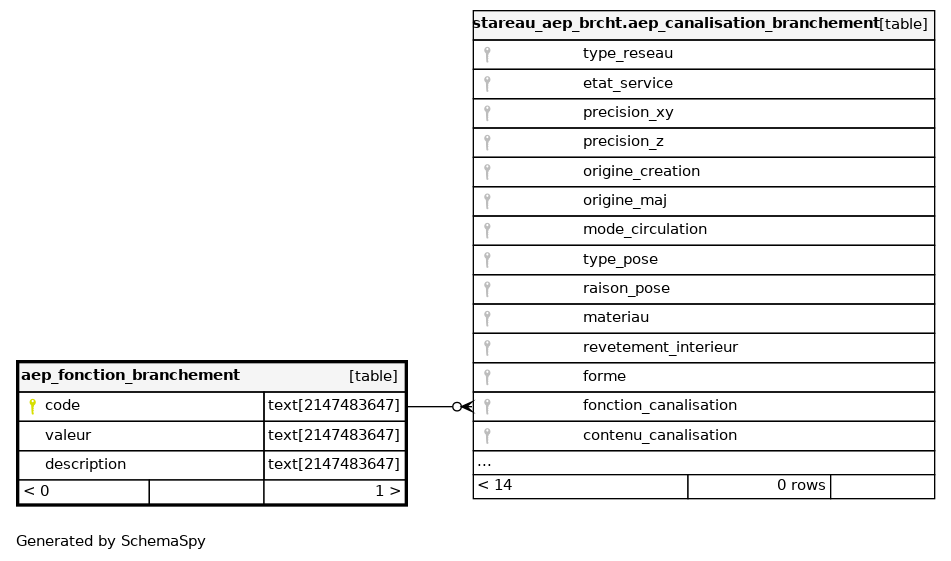 stareau_aep_brcht.aep_canalisation_branchement [table]
type_reseau
etat_service
precision_xy
precision_z
origine_creation
origine_maj
mode_circulation
type_pose
raison_pose
materiau
revetement_interieur
forme
fonction_canalisation
contenu_canalisation
...
< 14 0 rows
aep_fonction_branchement [table]
code text[2147483647]
valeur text[2147483647]
description text[2147483647]
< 0 1 >
Generated by SchemaSpy